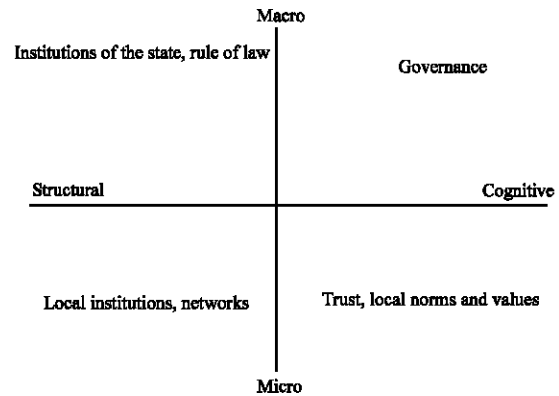 Macro
Institutions of the state, rule of law
Governance
Structural
Cognitive
Local institutions, networks
Trust, local norms and values
Micro